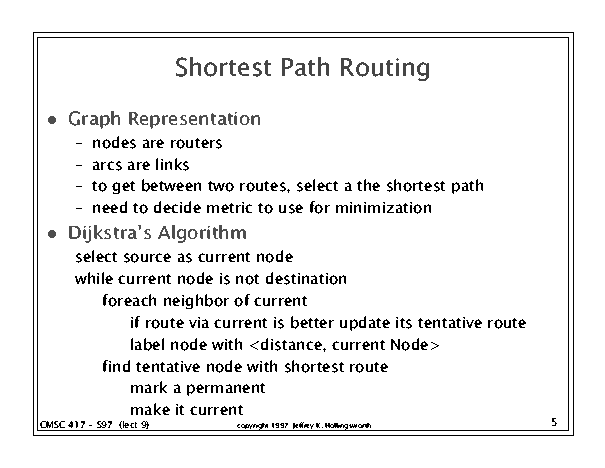 Shortest Path Routing
● Graph Representation
– nodes are routers
– arcs are links
– to get between two routes, select a the shortest path
– need to decide metric to use for minimization
● Dijkstra's Algorithm
select source as current node
while current node is not destination
foreach neighbor of current
if route via current is better update its tentative route
label node with <distance, current Node>
find tentative node with shortest route
mark a permanent
make it current
CMSC 417 - S97 (lect 9)
copyright 1997 Jeffrey K. Hollingsworth
5